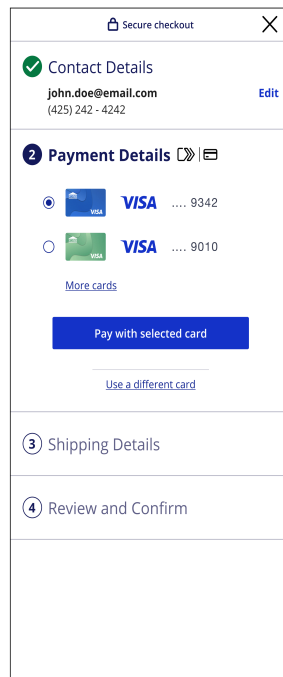 Secure checkout
Contact Details
john.doe@email.com Edit
(425) 242 - 4242
2 Payment Details
VISA VISA .... 9342
VISA VISA .... 9010
More cards
Pay with selected card
Use a different card
3 Shipping Details
4 Review and Confirm